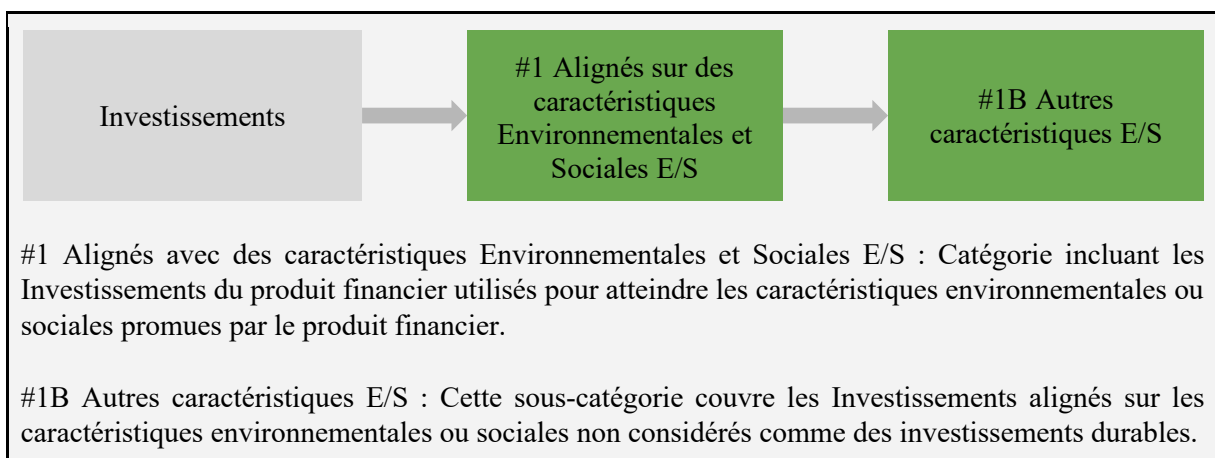 Investissements
#1 Alignés sur des
caractéristiques
Environnementales et
Sociales E/S
#1B Autres
caractéristiques E/S
#1 Alignés avec des caractéristiques Environnementales et Sociales E/S : Catégorie incluant les
Investissements du produit financier utilisés pour atteindre les caractéristiques environnementales ou
sociales promues par le produit financier.
#1B Autres caractéristiques E/S : Cette sous-catégorie couvre les Investissements alignés sur les
caractéristiques environnementales ou sociales non considérés comme des investissements durables.